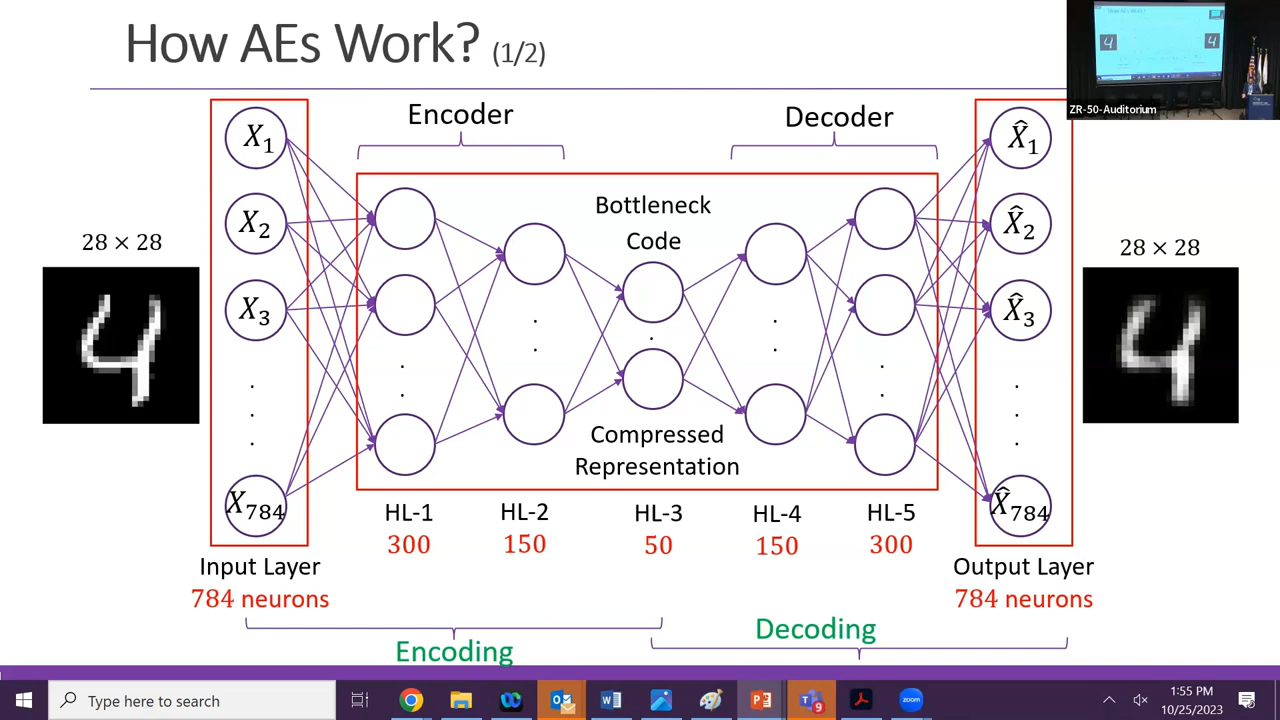 How AEs Work? (1/2)
ZR-50-Auditorium
Encoder
Decoder
X₁
X₂
X₃
X₇₈₄
X̂₁
X̂₂
X̂₃
X̂₇₈₄
28 × 28
4
28 × 28
4
Bottleneck
Code
Compressed
Representation
HL-1
300
HL-2
150
HL-3
50
HL-4
150
HL-5
300
Input Layer
784 neurons
Output Layer
784 neurons
Encoding
Decoding
Type here to search
9
1:55 PM
10/25/2023